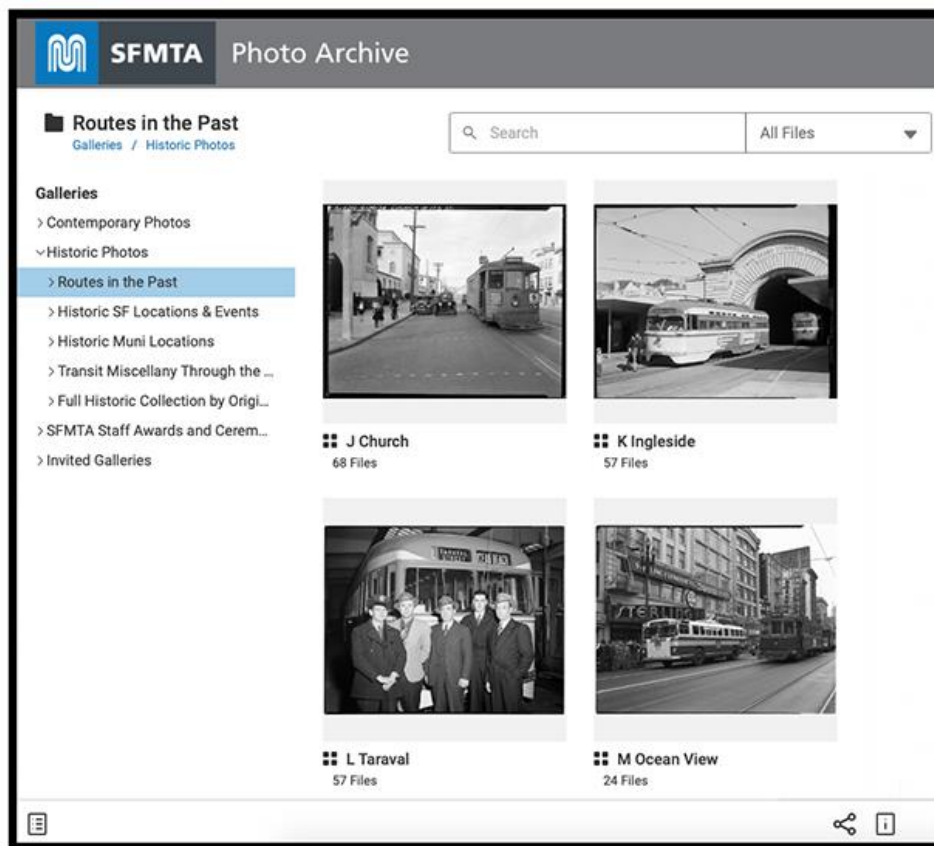 SFMTA Photo Archive
Routes in the Past
Galleries / Historic Photos
Search
All Files
Galleries
Contemporary Photos
Historic Photos
Routes in the Past
Historic SF Locations & Events
Historic Muni Locations
Transit Miscellany Through the ...
Full Historic Collection by Origi...
SFMTA Staff Awards and Cerem...
Invited Galleries
J Church
68 Files
K Ingleside
57 Files
TARAVAL
STERLING
L Taraval
57 Files
M Ocean View
24 Files